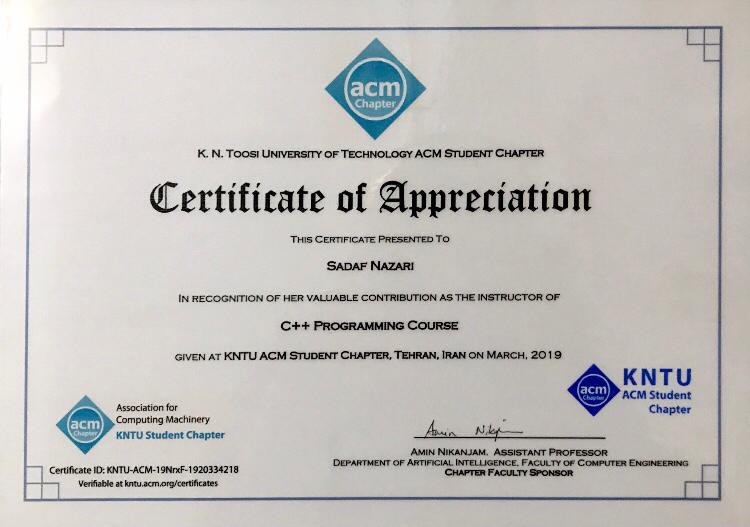 acm
Chapter
K. N. TOOSI UNIVERSITY OF TECHNOLOGY ACM STUDENT CHAPTER
Certificate of Appreciation
THIS CERTIFICATE PRESENTED TO
SADAF NAZARI
IN RECOGNITION OF HER VALUABLE CONTRIBUTION AS THE INSTRUCTOR OF
C++ PROGRAMMING COURSE
GIVEN AT KNTU ACM STUDENT CHAPTER, TEHRAN, IRAN ON MARCH, 2019
acm
Chapter
KNTU
ACM Student
Chapter
acm
Chapter
Association for
Computing Machinery
KNTU Student Chapter
Certificate ID: KNTU-ACM-19NrxF-1920334218
Verifiable at kntu.acm.org/certificates
Amin
AMIN NIKANJAM, ASSISTANT PROFESSOR
DEPARTMENT OF ARTIFICIAL INTELLIGENCE, FACULTY OF COMPUTER ENGINEERING
CHAPTER FACULTY SPONSOR